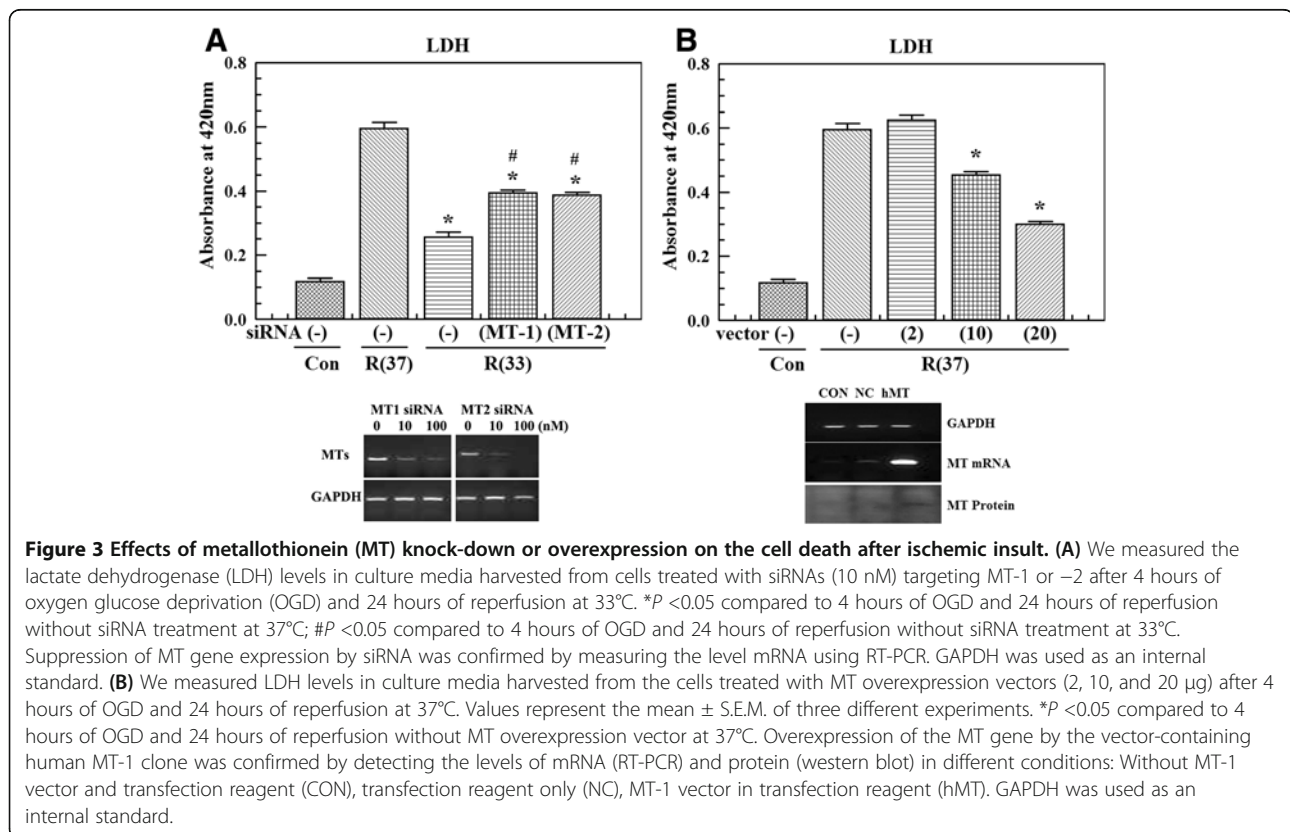 A
LDH
Absorbance at 420nm
0.8
0.6
0.4
0.2
0.0
*
#
*
#
*
siRNA (-) (-) (-) (MT-1) (MT-2)
Con R(37) R(33)
MT1 siRNA MT2 siRNA
0 10 100 0 10 100 (nM)
MTs
GAPDH
B
LDH
Absorbance at 420nm
0.8
0.6
0.4
0.2
0.0
*
*
vector (-) (-) (2) (10) (20)
Con R(37)
CON NC hMT
GAPDH
MT mRNA
MT Protein
Figure 3 Effects of metallothionein (MT) knock-down or overexpression on the cell death after ischemic insult. (A) We measured the
lactate dehydrogenase (LDH) levels in culture media harvested from cells treated with siRNAs (10 nM) targeting MT-1 or −2 after 4 hours of
oxygen glucose deprivation (OGD) and 24 hours of reperfusion at 33°C. *P <0.05 compared to 4 hours of OGD and 24 hours of reperfusion
without siRNA treatment at 37°C; #P <0.05 compared to 4 hours of OGD and 24 hours of reperfusion without siRNA treatment at 33°C.
Suppression of MT gene expression by siRNA was confirmed by measuring the level mRNA using RT-PCR. GAPDH was used as an internal
standard. (B) We measured LDH levels in culture media harvested from the cells treated with MT overexpression vectors (2, 10, and 20 μg) after 4
hours of OGD and 24 hours of reperfusion at 37°C. Values represent the mean ± S.E.M. of three different experiments. *P <0.05 compared to 4
hours of OGD and 24 hours of reperfusion without MT overexpression vector at 37°C. Overexpression of the MT gene by the vector-containing
human MT-1 clone was confirmed by detecting the levels of mRNA (RT-PCR) and protein (western blot) in different conditions: Without MT-1
vector and transfection reagent (CON), transfection reagent only (NC), MT-1 vector in transfection reagent (hMT). GAPDH was used as an
internal standard.